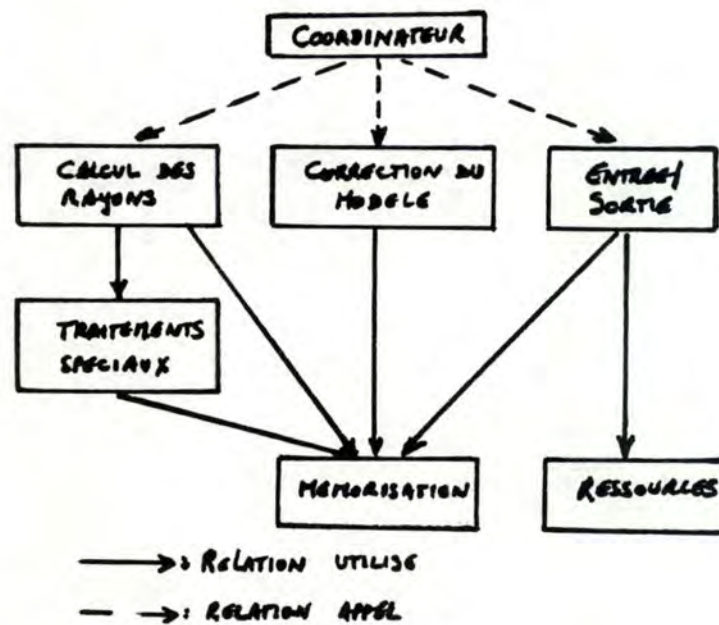 COORDINATEUR
CALCUL DES
RAYONS
CORRECTION DU
MODELE
ENTREE/
SORTIE
TRAITEMENTS
SPECIAUX
MEMORISATION
RESSOURCES
: RELATION UTILISE
: RELATION APPEL